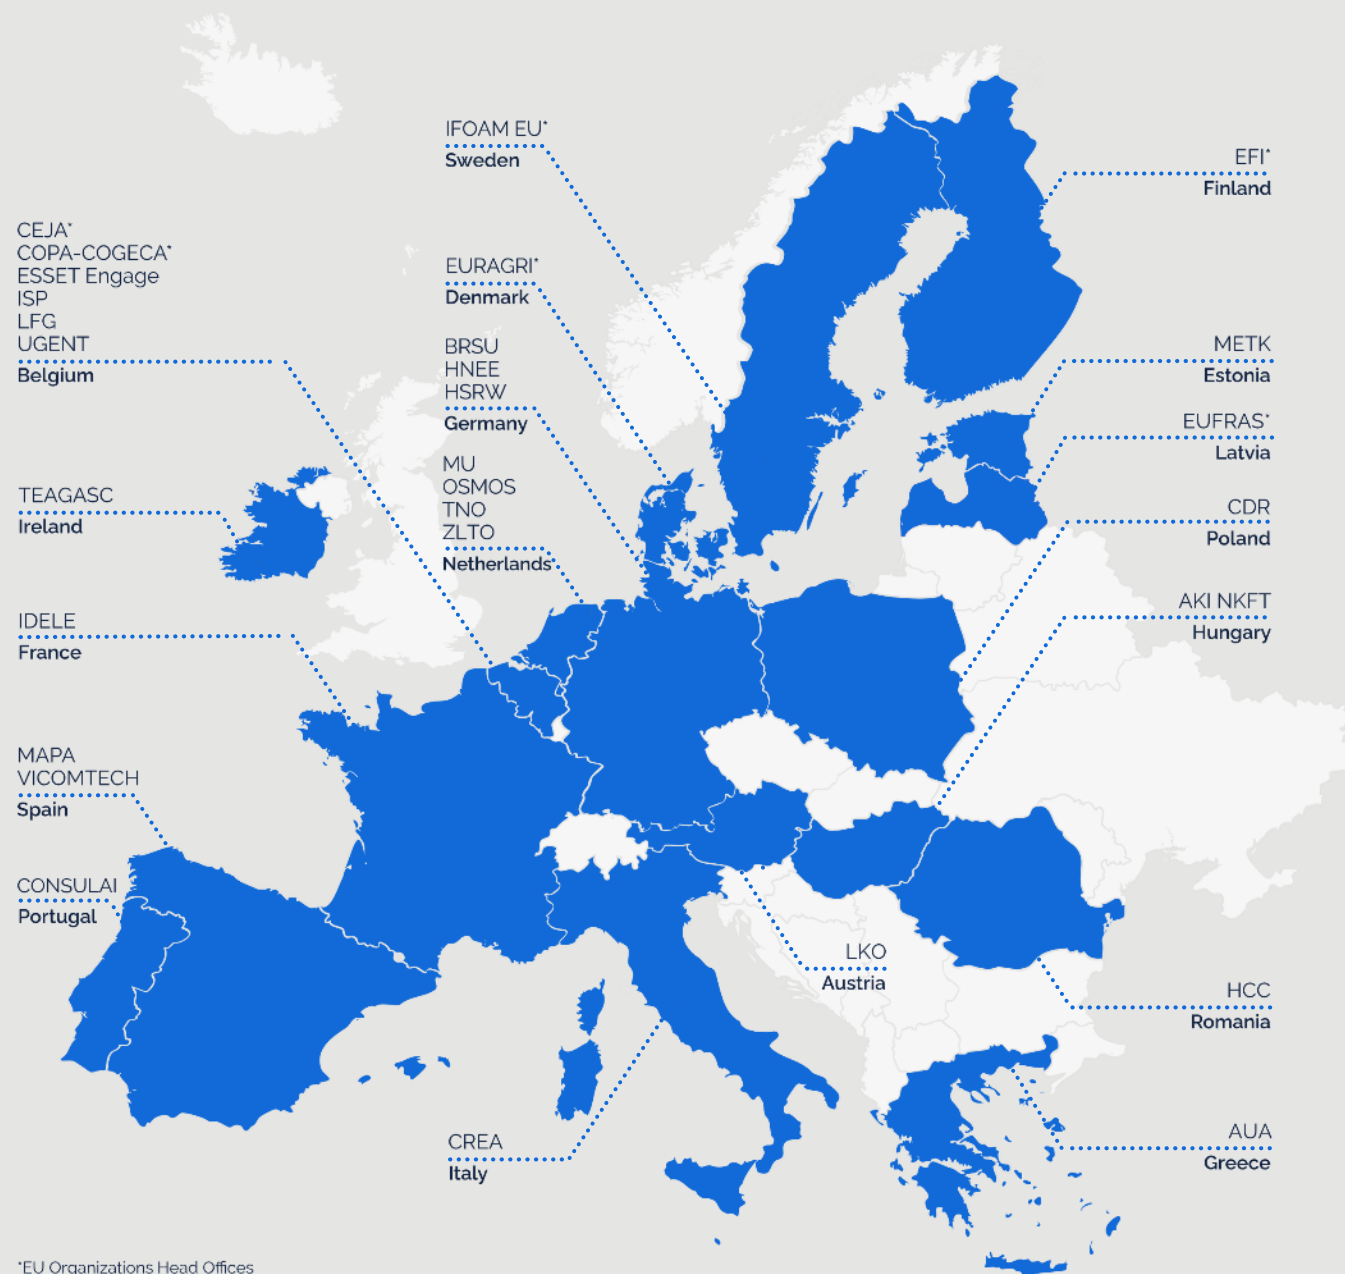 IFOAM EU*
Sweden
EFI*
Finland
CEJA*
COPA-COGECA*
ESSET Engage
ISP
LFG
UGENT
Belgium
EURAGRI*
Denmark
BRSU
HNEE
HSRW
Germany
METK
Estonia
EUFRAS*
Latvia
MU
OSMOS
TNO
ZLTO
Netherlands
TEAGASC
Ireland
CDR
Poland
AKI NKFT
Hungary
IDELE
France
MAPA
VICOMTECH
Spain
CONSULAI
Portugal
LKO
Austria
HCC
Romania
CREA
Italy
AUA
Greece
*EU Organizations Head Offices